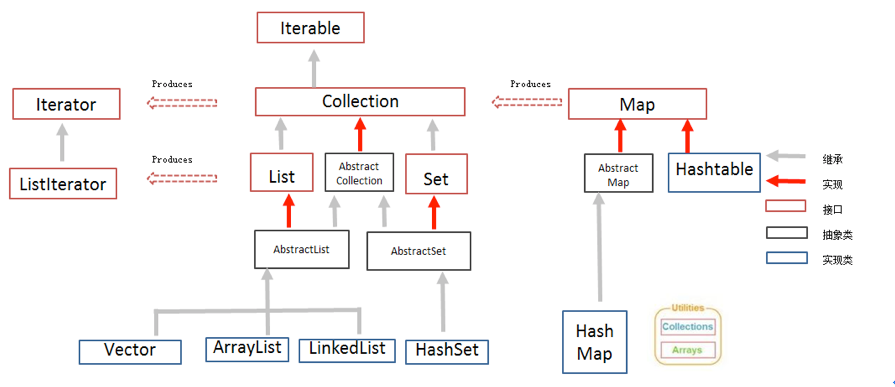 Iterable
Produces
Produces
Iterator
Collection
Map
Produces
ListIterator
List
Abstract
Collection
Set
Abstract
Map
Hashtable
继承
实现
接口
抽象类
实现类
AbstractList
AbstractSet
Vector
ArrayList
LinkedList
HashSet
Hash
Map
Utilities
Collections
Arrays